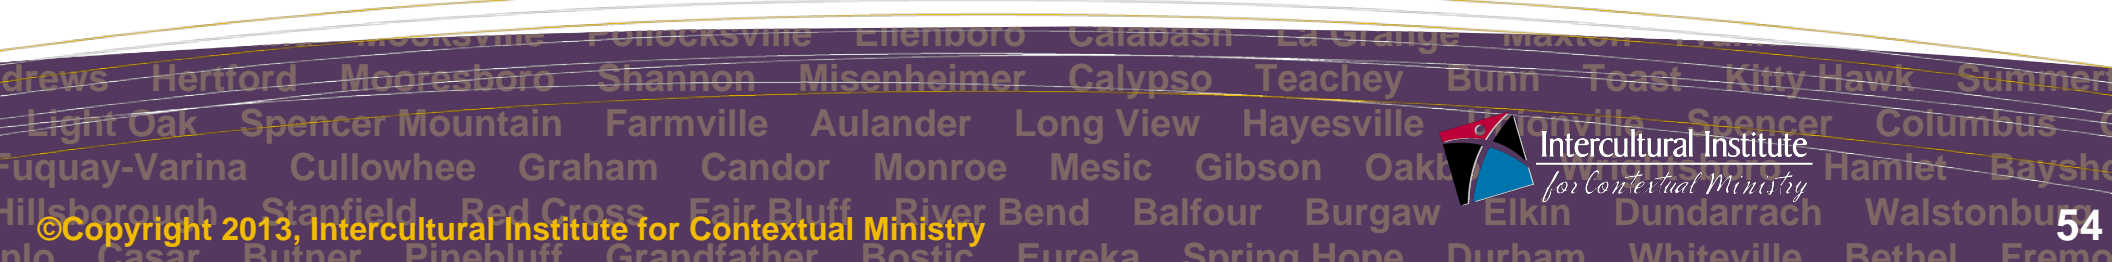 Mocksville Pollocksville Ellenboro Calabash La Grange Maxton
drews Hertford Mooresboro Shannon Misenheimer Calypso Teachey Bunn Toast Kitty Hawk Summerf
Light Oak Spencer Mountain Farmville Aulander Long View Hayesville Unionville Spencer Columbus
Fuquay-Varina Cullowhee Graham Candor Monroe Mesic Gibson Hamlet Baysho
Intercultural Institute
for Contextual Ministry
Hillsborough Stanfield Red Cross Fair Bluff River Bend Balfour Burgaw Elkin Dundarrach Walstonburg
©Copyright 2013, Intercultural Institute for Contextual Ministry
54
Casar Butner Pinebluff Grandfather Bostic Eureka Spring Hope Durham Whiteville Bethel Fremo